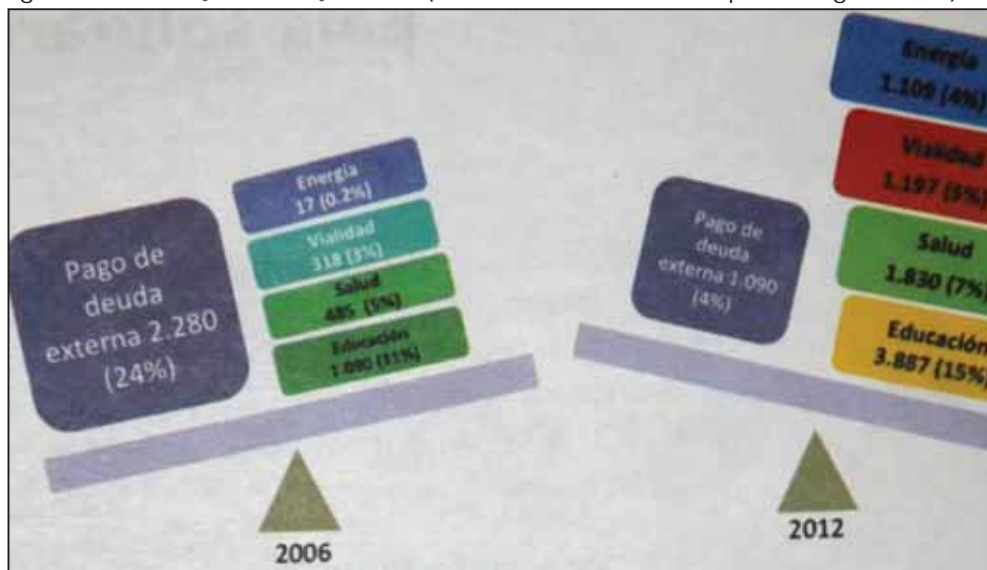 Pago de
deuda
externa 2.280
(24%)
Energía
17 (0.2%)
Vialidad
318 (3%)
Salud
485 (5%)
Educación
1.090 (11%)
2006
Pago de
deuda
externa 1.090
(4%)
Energía
1.109 (4%)
Vialidad
1.197 (5%)
Salud
1.830 (7%)
Educación
3.887 (15%)
2012